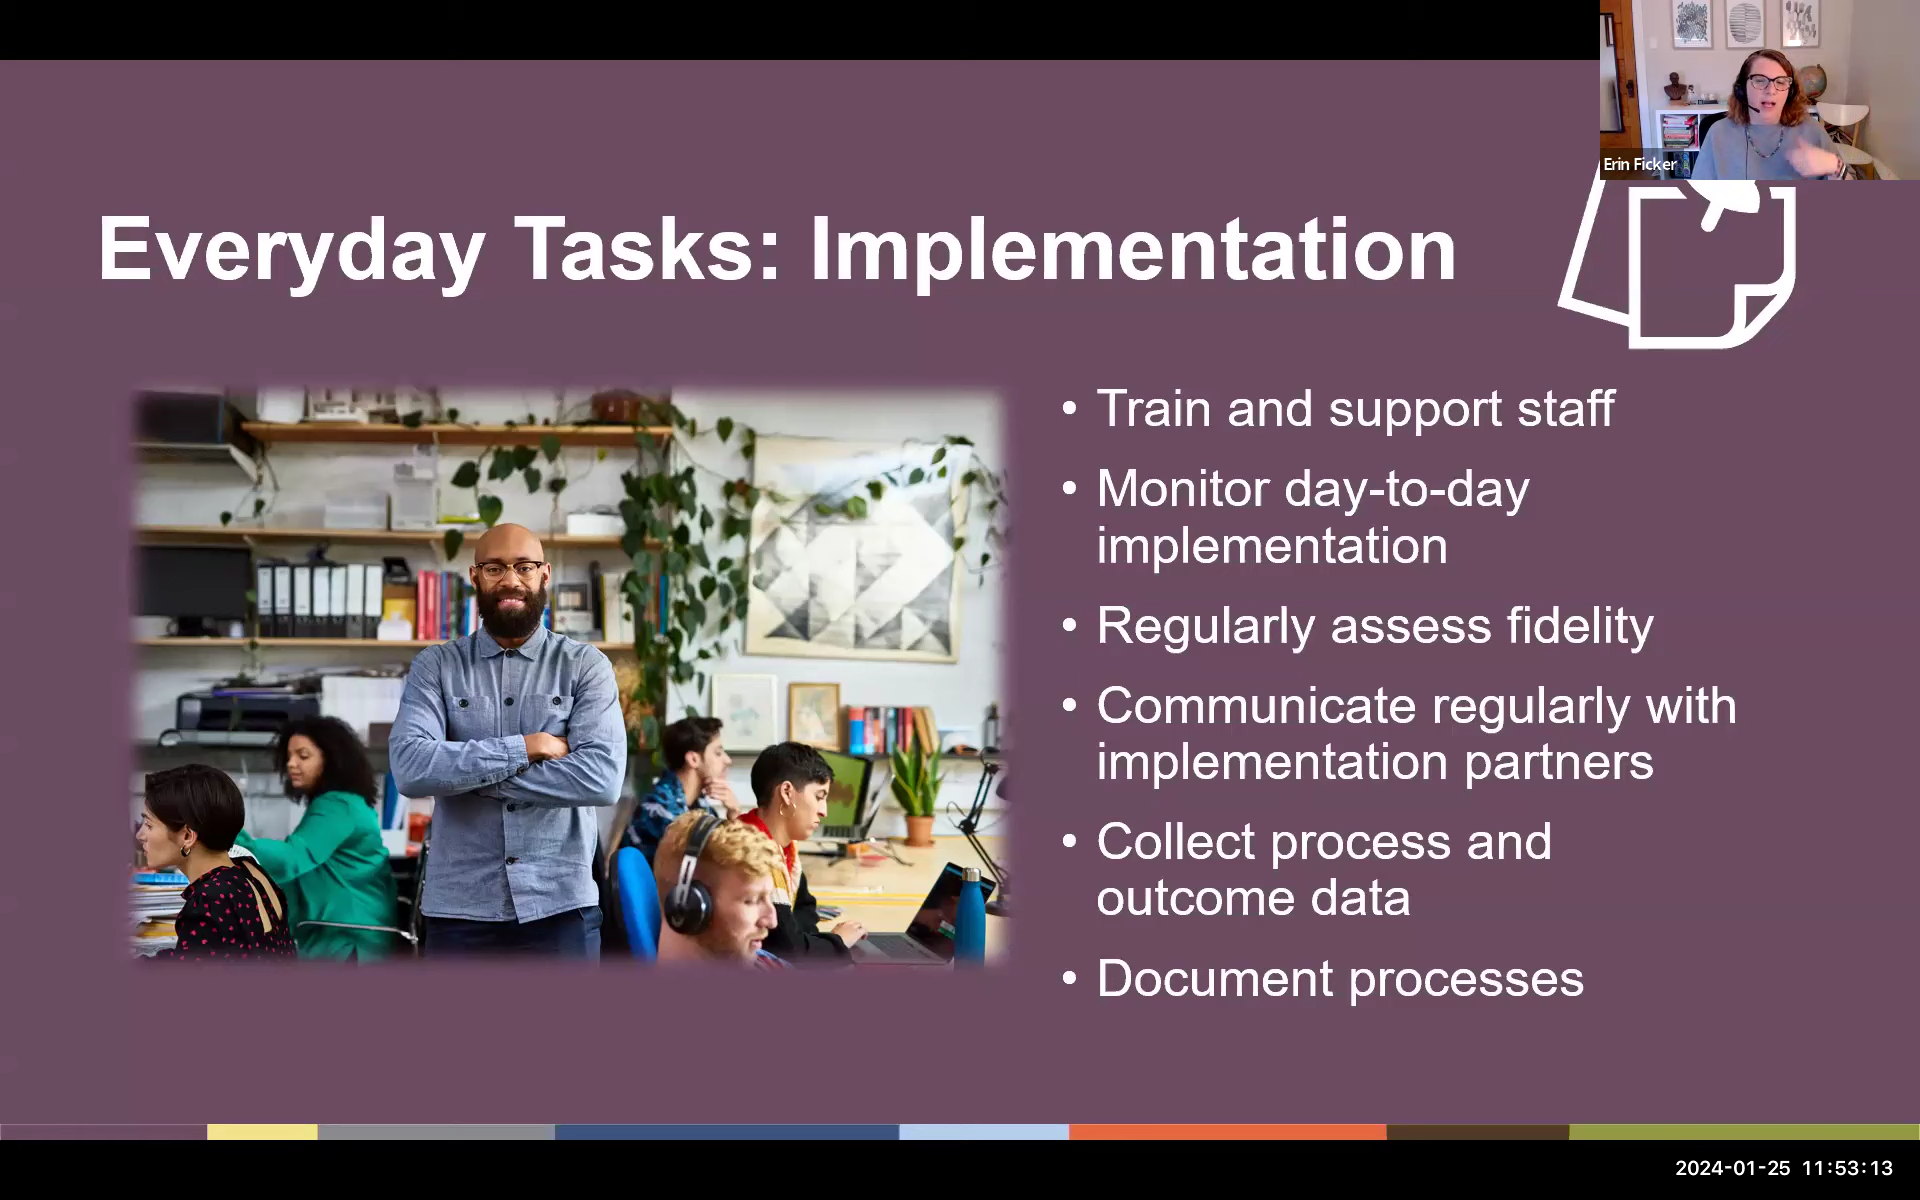 Erin Ficker
Everyday Tasks: Implementation
• Train and support staff
• Monitor day-to-day
implementation
• Regularly assess fidelity
• Communicate regularly with
implementation partners
• Collect process and
outcome data
• Document processes
2024-01-25 11:53:13